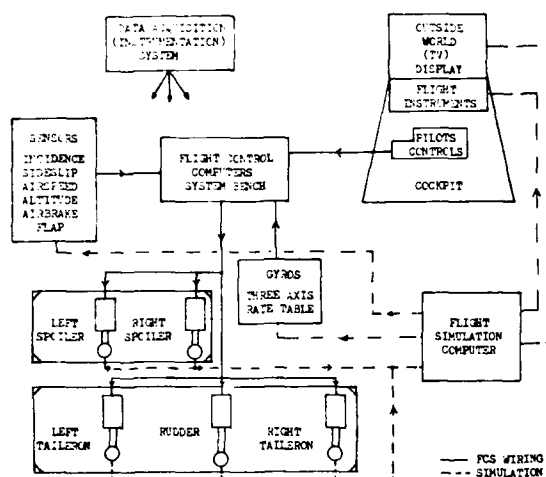 DATA ACQUISITION
(INSTRUMENTATION)
SYSTEM
OUTSIDE
WORLD
(TV)
DISPLAY
FLIGHT
INSTRUMENTS
PILOTS
CONTROLS
COCKPIT
SENSORS
INCIDENCE
SIDESLIP
AIRSPEED
ALTITUDE
AIRBRAKE
FLAP
FLIGHT CONTROL
COMPUTERS
SYSTEM BENCH
GYROS
THREE AXIS
RATE TABLE
FLIGHT
SIMULATION
COMPUTER
LEFT
SPOILER
RIGHT
SPOILER
LEFT
TAILERON
RUDDER
RIGHT
TAILERON
FCS WIRING
SIMULATION